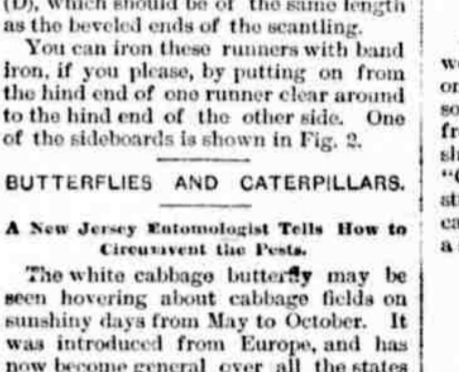 (D), which should be of the same length
as the beveled ends of the scantling.
You can iron these runners with band
iron, if you please, by putting on from
the hind end of one runner clear around
to the hind end of the other side. One
of the sideboards is shown in Fig. 2.
BUTTERFLIES AND CATERPILLARS.
A New Jersey Entomologist Tells How to
Circumvent the Pests.
The white cabbage butterfly may be
seen hovering about cabbage fields on
sunshiny days from May to October. It
was introduced from Europe, and has
now become general over all the states